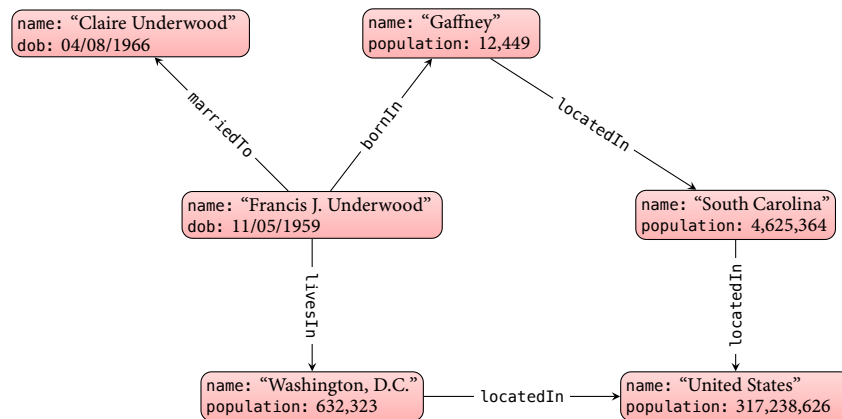 name: “Claire Underwood”
dob: 04/08/1966
name: “Gaffney”
population: 12,449
marriedTo
bornIn
locatedIn
name: “Francis J. Underwood”
dob: 11/05/1959
name: “South Carolina”
population: 4,625,364
livesIn
locatedIn
name: “Washington, D.C.”
population: 632,323
locatedIn
name: “United States”
population: 317,238,626